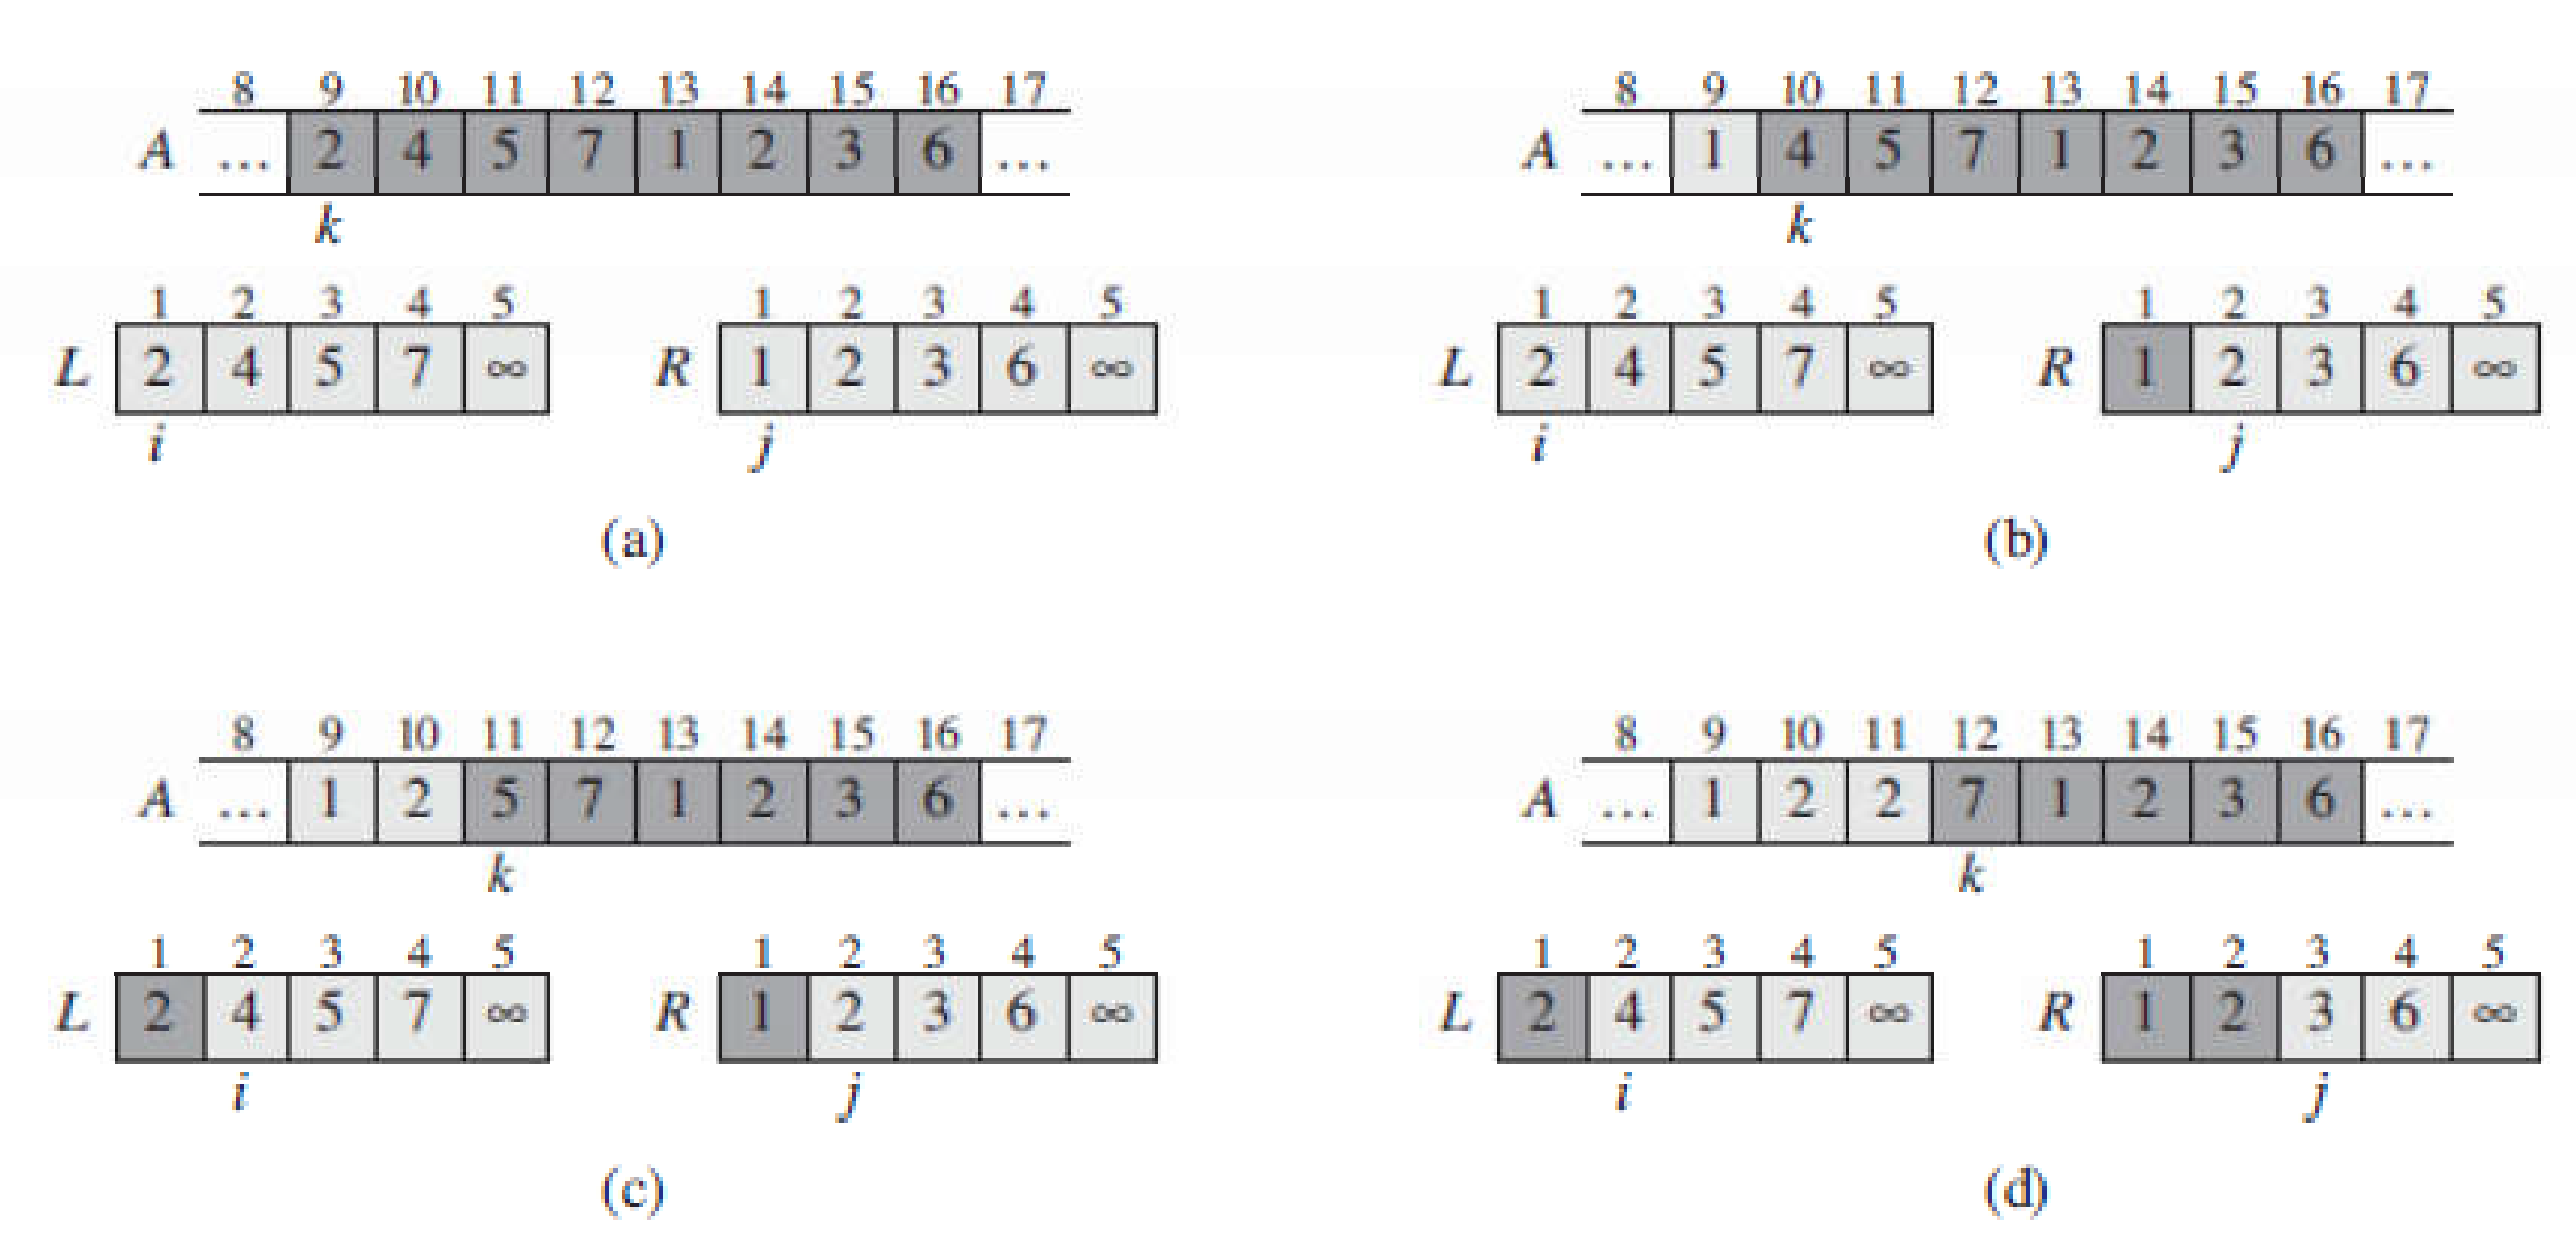 8 9 10 11 12 13 14 15 16 17
A ... 2 4 5 7 1 2 3 6 ...
k
1 2 3 4 5 1 2 3 4 5
L 2 4 5 7 ∞ R 1 2 3 6 ∞
i j
(a)
8 9 10 11 12 13 14 15 16 17
A ... 1 4 5 7 1 2 3 6 ...
k
1 2 3 4 5 1 2 3 4 5
L 2 4 5 7 ∞ R 1 2 3 6 ∞
i j
(b)
8 9 10 11 12 13 14 15 16 17
A ... 1 2 5 7 1 2 3 6 ...
k
1 2 3 4 5 1 2 3 4 5
L 2 4 5 7 ∞ R 1 2 3 6 ∞
i j
(c)
8 9 10 11 12 13 14 15 16 17
A ... 1 2 2 7 1 2 3 6 ...
k
1 2 3 4 5 1 2 3 4 5
L 2 4 5 7 ∞ R 1 2 3 6 ∞
i j
(d)